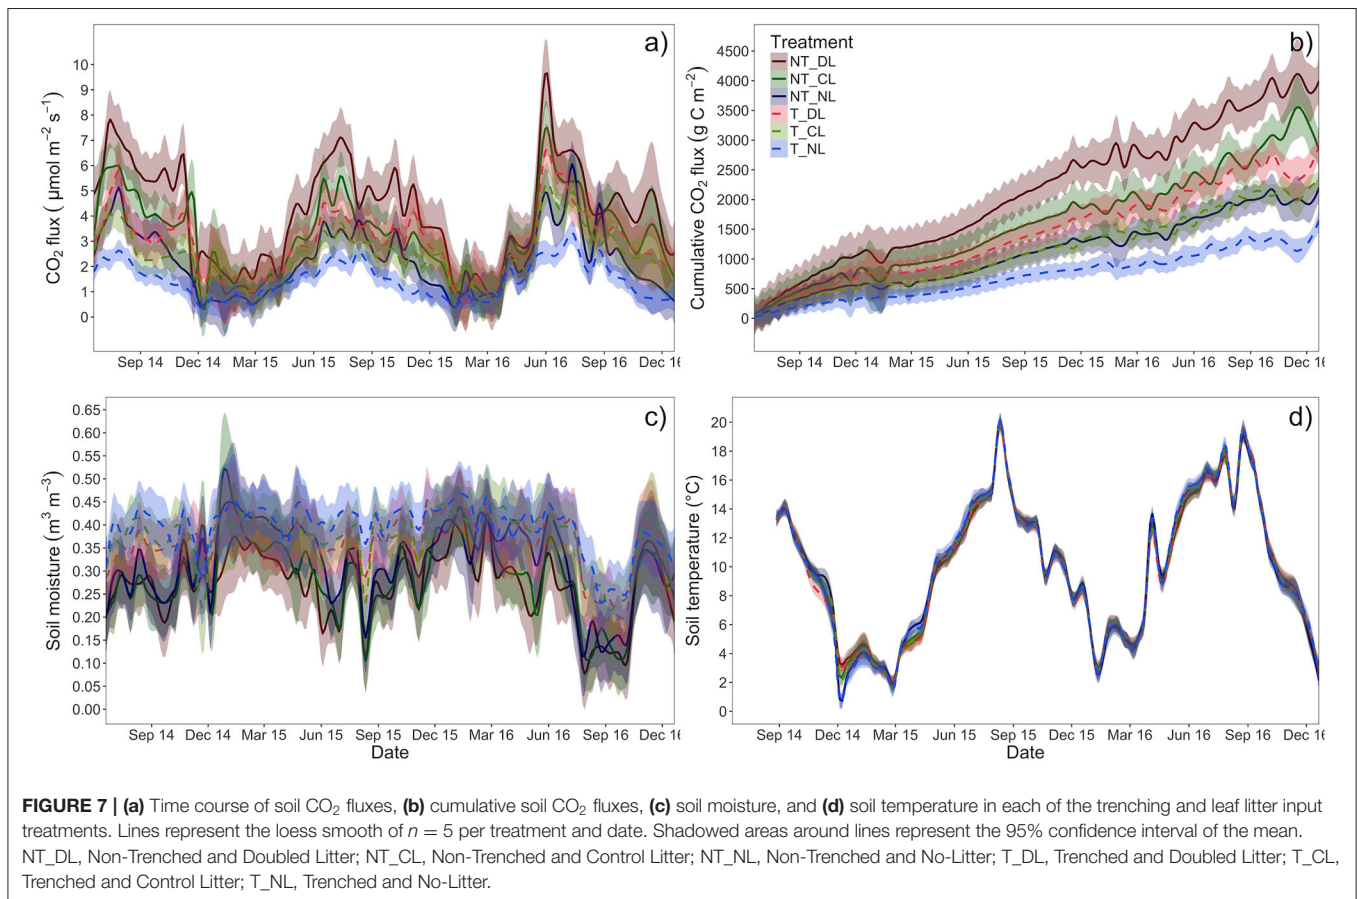 a)
CO₂ flux ( µmol m⁻² s⁻¹)
10
9
8
7
6
5
4
3
2
1
0
Sep 14 Dec 14 Mar 15 Jun 15 Sep 15 Dec 15 Mar 16 Jun 16 Sep 16 Dec 16
b)
Cumulative CO₂ flux (g C m⁻²)
4500
4000
3500
3000
2500
2000
1500
1000
500
0
Treatment
NT_DL
NT_CL
NT_NL
T_DL
T_CL
T_NL
Sep 14 Dec 14 Mar 15 Jun 15 Sep 15 Dec 15 Mar 16 Jun 16 Sep 16 Dec 16
c)
Soil moisture (m³ m⁻³)
0.65
0.60
0.55
0.50
0.45
0.40
0.35
0.30
0.25
0.20
0.15
0.10
0.05
0.00
Sep 14 Dec 14 Mar 15 Jun 15 Sep 15 Dec 15 Mar 16 Jun 16 Sep 16 Dec 16
Date
d)
Soil temperature (°C)
20
18
16
14
12
10
8
6
4
2
0
Sep 14 Dec 14 Mar 15 Jun 15 Sep 15 Dec 15 Mar 16 Jun 16 Sep 16 Dec 16
Date
FIGURE 7 | (a) Time course of soil CO₂ fluxes, (b) cumulative soil CO₂ fluxes, (c) soil moisture, and (d) soil temperature in each of the trenching and leaf litter input
treatments. Lines represent the loess smooth of n = 5 per treatment and date. Shadowed areas around lines represent the 95% confidence interval of the mean.
NT_DL, Non-Trenched and Doubled Litter; NT_CL, Non-Trenched and Control Litter; NT_NL, Non-Trenched and No-Litter; T_DL, Trenched and Doubled Litter; T_CL,
Trenched and Control Litter; T_NL, Trenched and No-Litter.